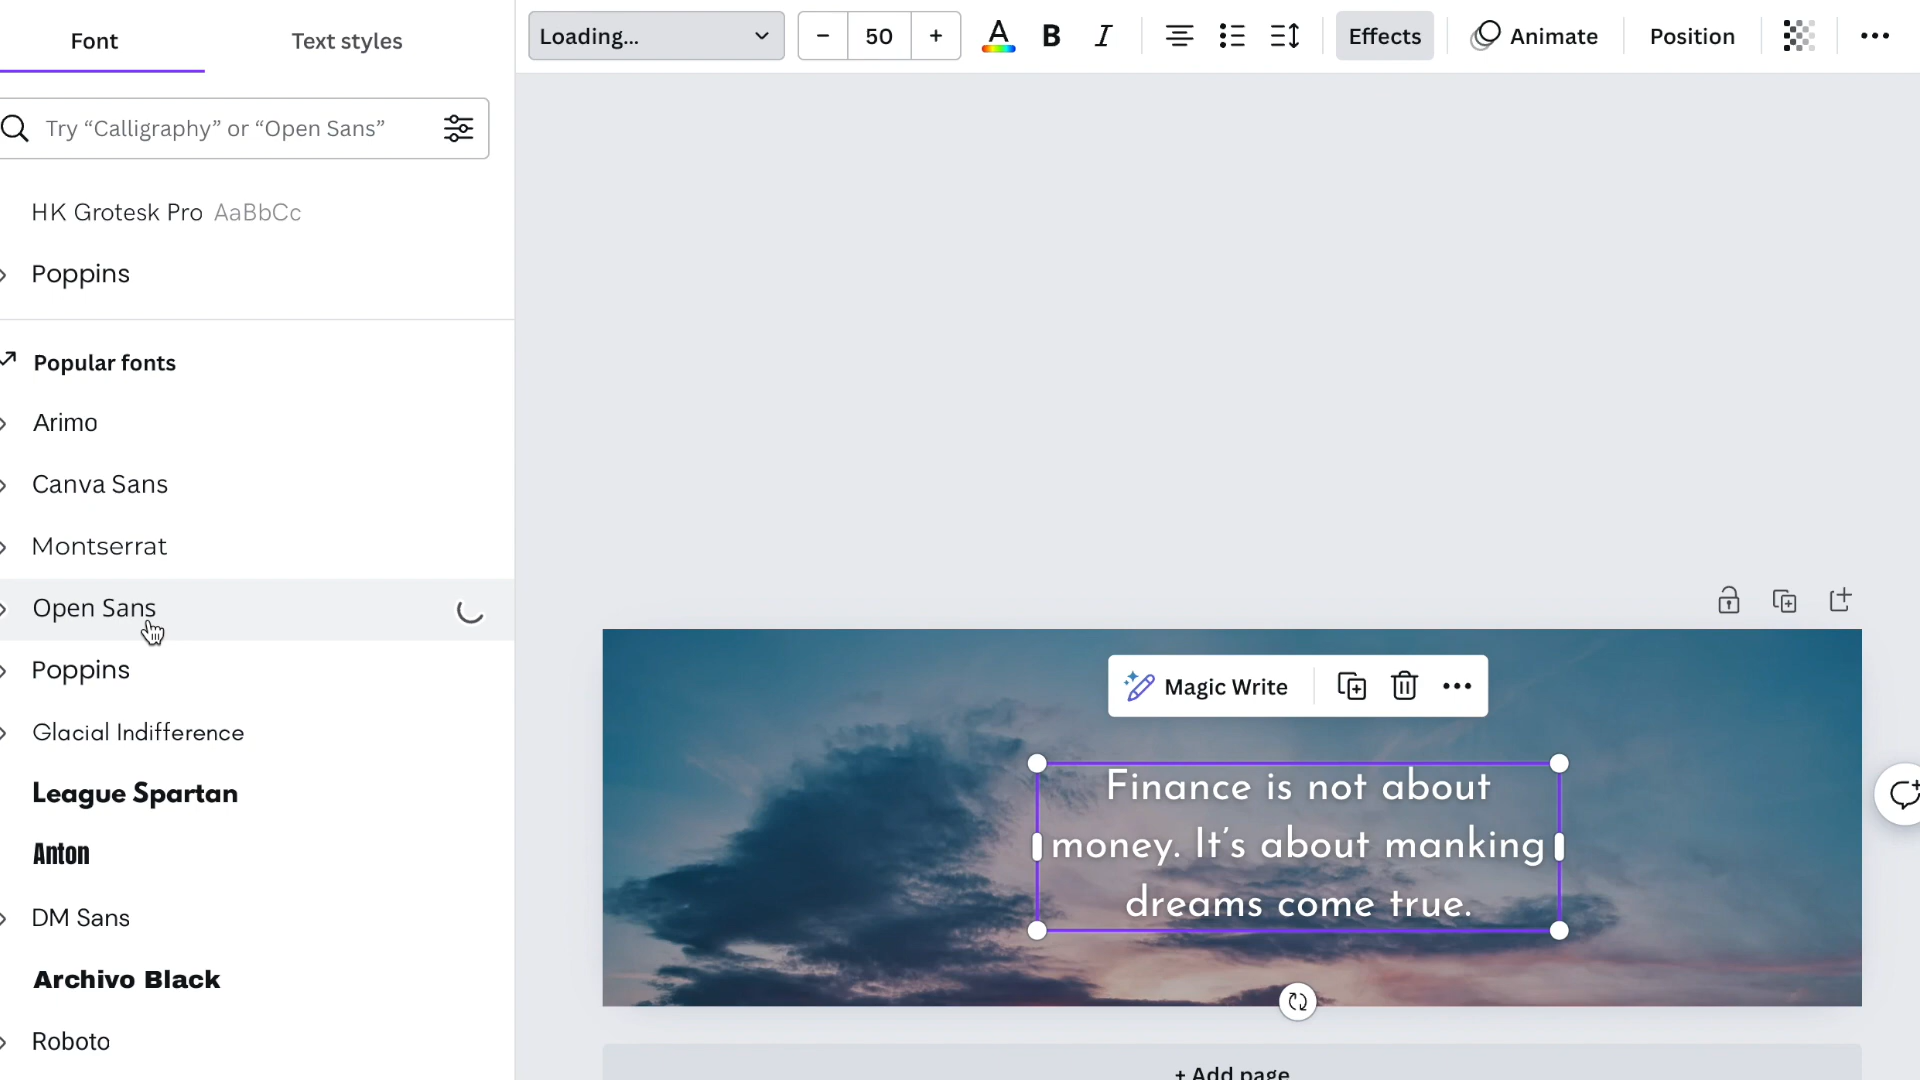 Font
Text styles
Loading...
50
A
B
I
Effects
Animate
Position
Try “Calligraphy” or “Open Sans”
HK Grotesk Pro AaBbCc
Poppins
Popular fonts
Arimo
Canva Sans
Montserrat
Open Sans
Poppins
Glacial Indifference
League Spartan
Anton
DM Sans
Archivo Black
Roboto
Magic Write
Finance is not about
money. It’s about manking
dreams come true.
+ Add page